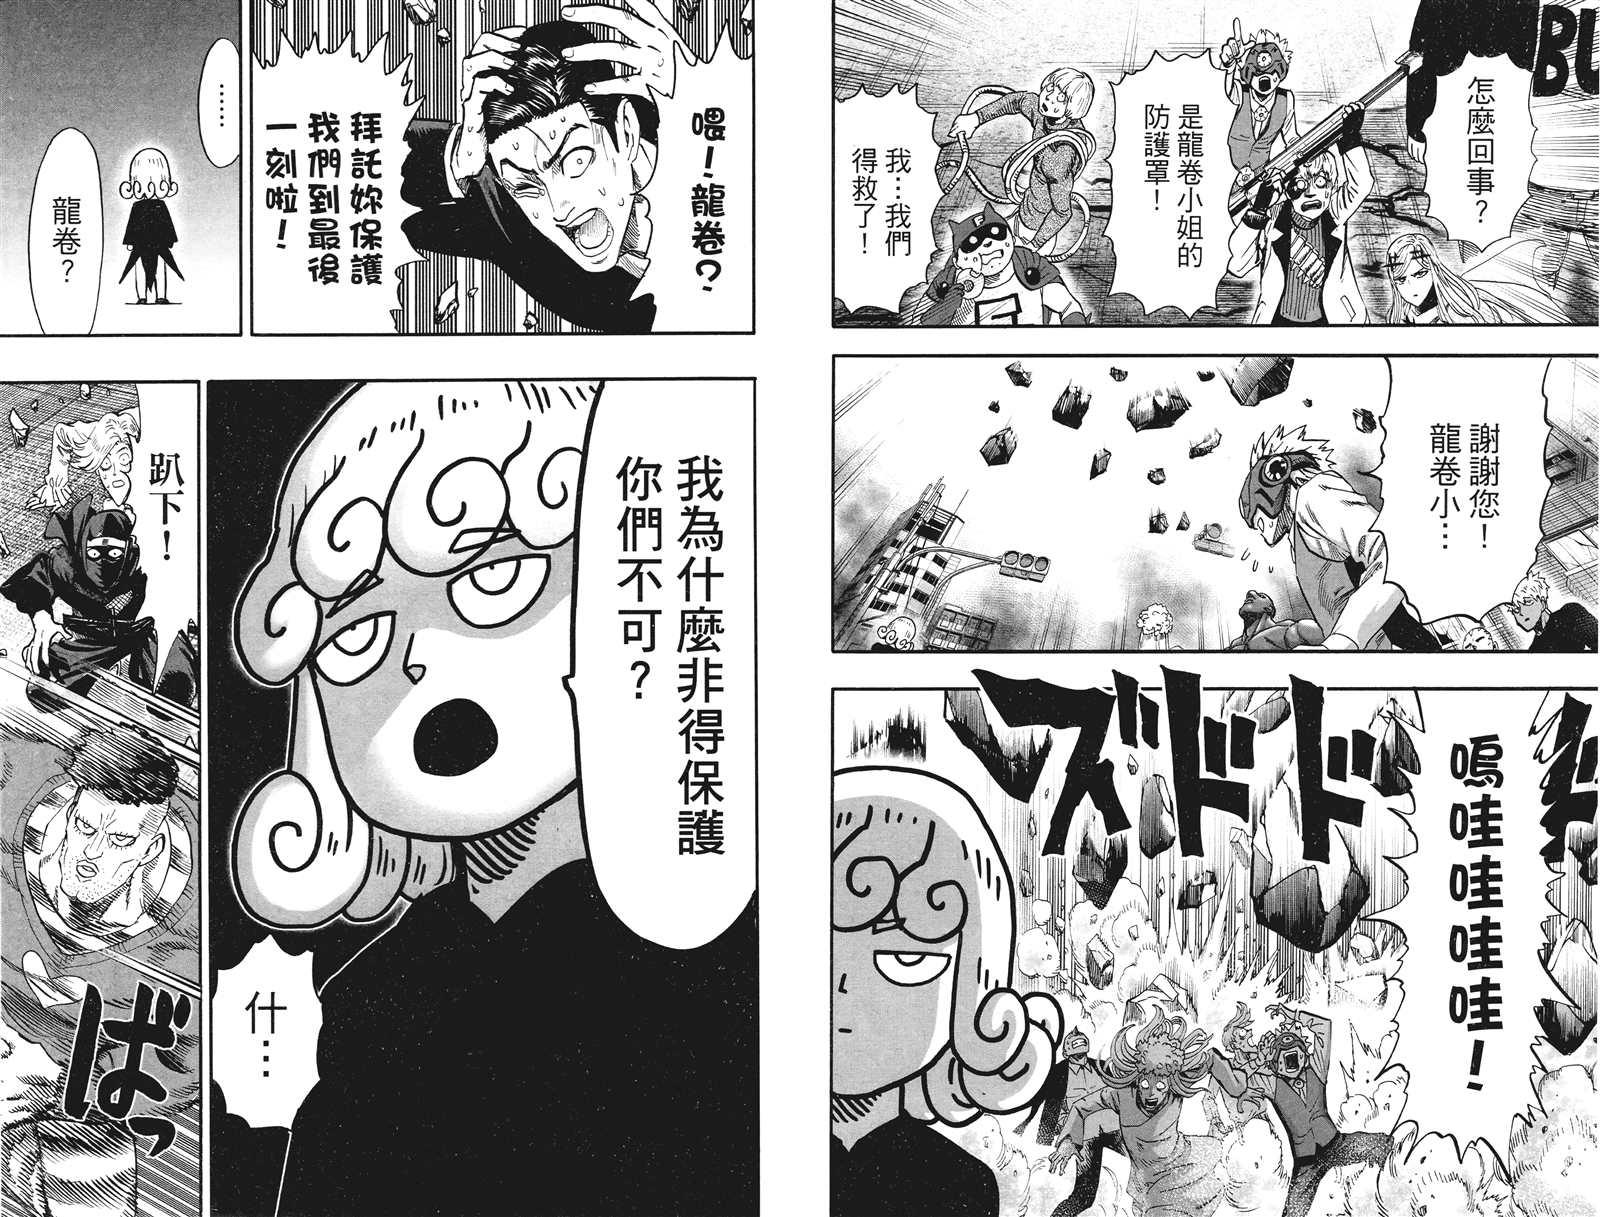 BU
怎麼回事?
是龍卷小姐的
防護罩!
我…我們
得救了!
謝謝您!
龍卷小…
ズドドド
嗚哇哇哇哇!
喂!龍卷?
拜託妳保護
我們到最後
一刻啦!
……
龍卷?
我為什麼非得保護
你們不可?
什…
趴下!
ばっ